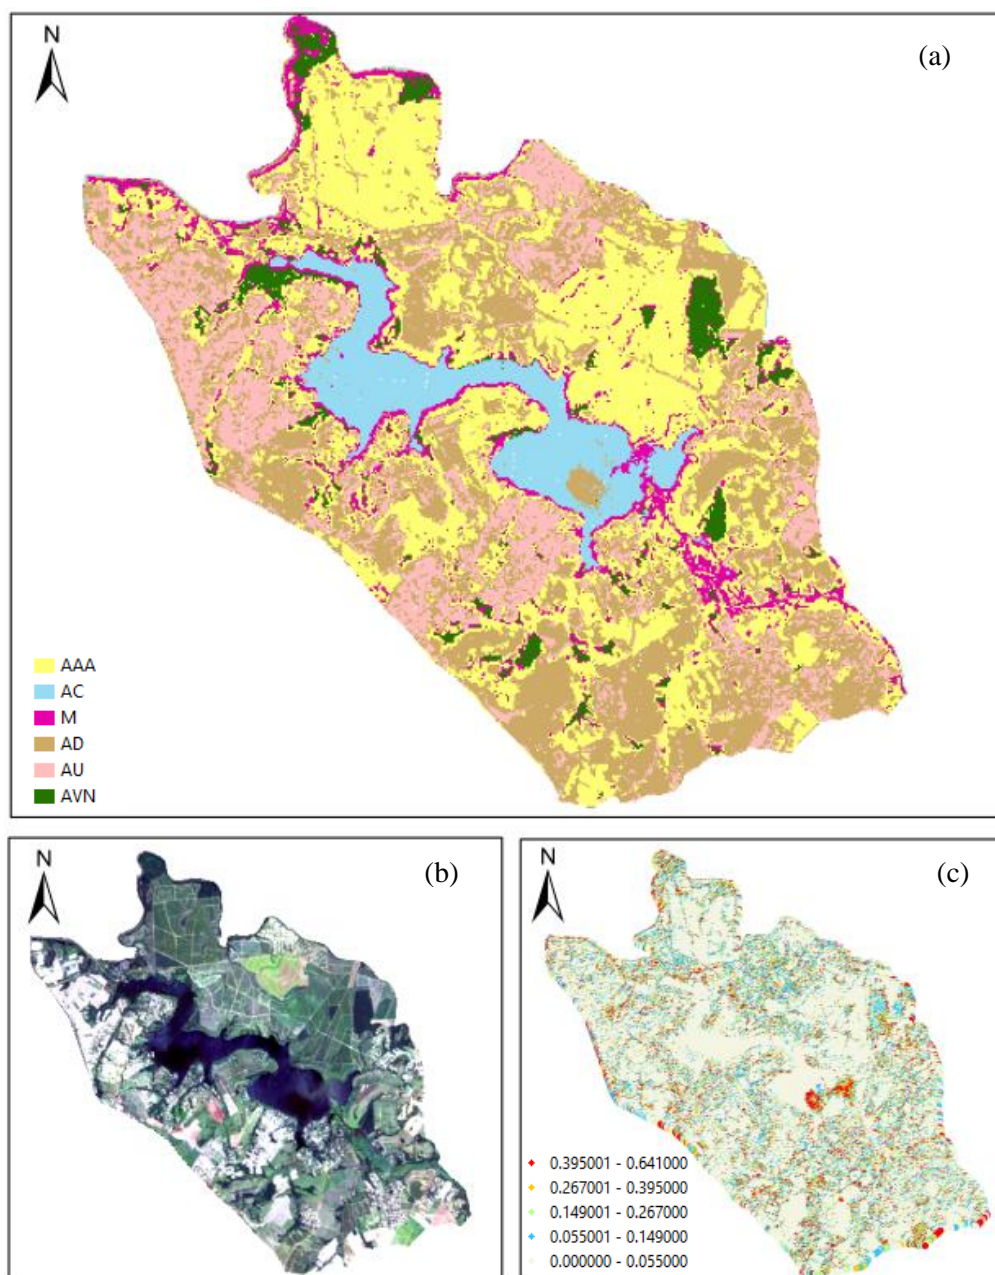 N
(a)
AAA
AC
M
AD
AU
AVN
N
(b)
N
(c)
0.395001 - 0.641000
0.267001 - 0.395000
0.149001 - 0.267000
0.055001 - 0.149000
0.000000 - 0.055000